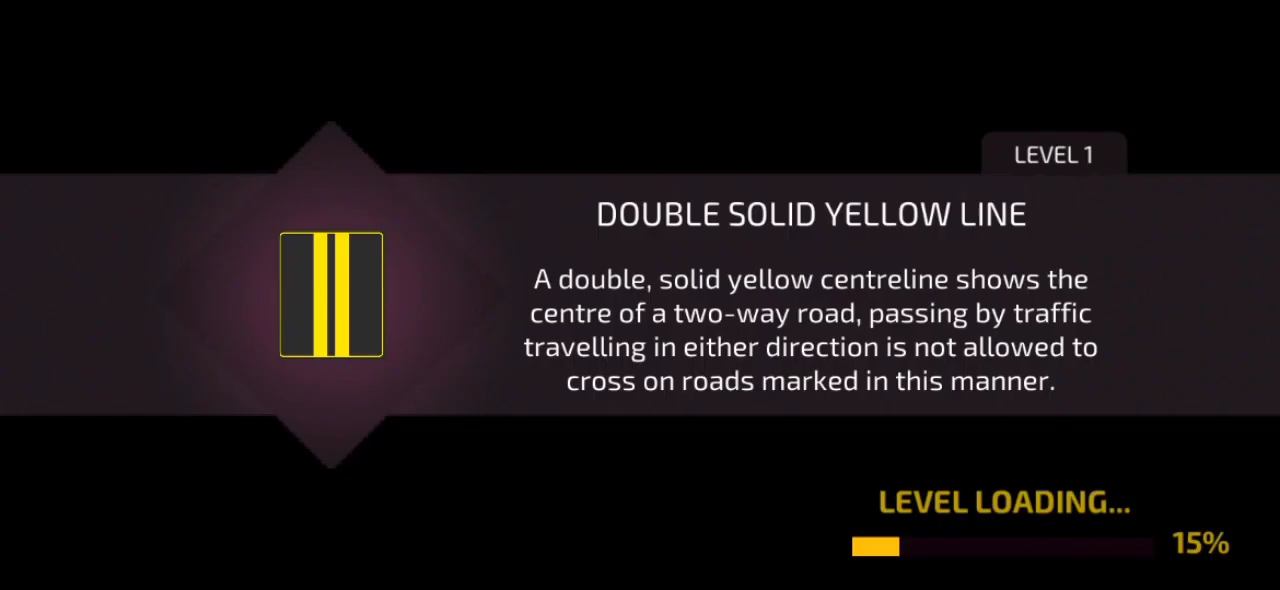 LEVEL 1
DOUBLE SOLID YELLOW LINE
A double, solid yellow centreline shows the
centre of a two-way road, passing by traffic
travelling in either direction is not allowed to
cross on roads marked in this manner.
LEVEL LOADING...
15%